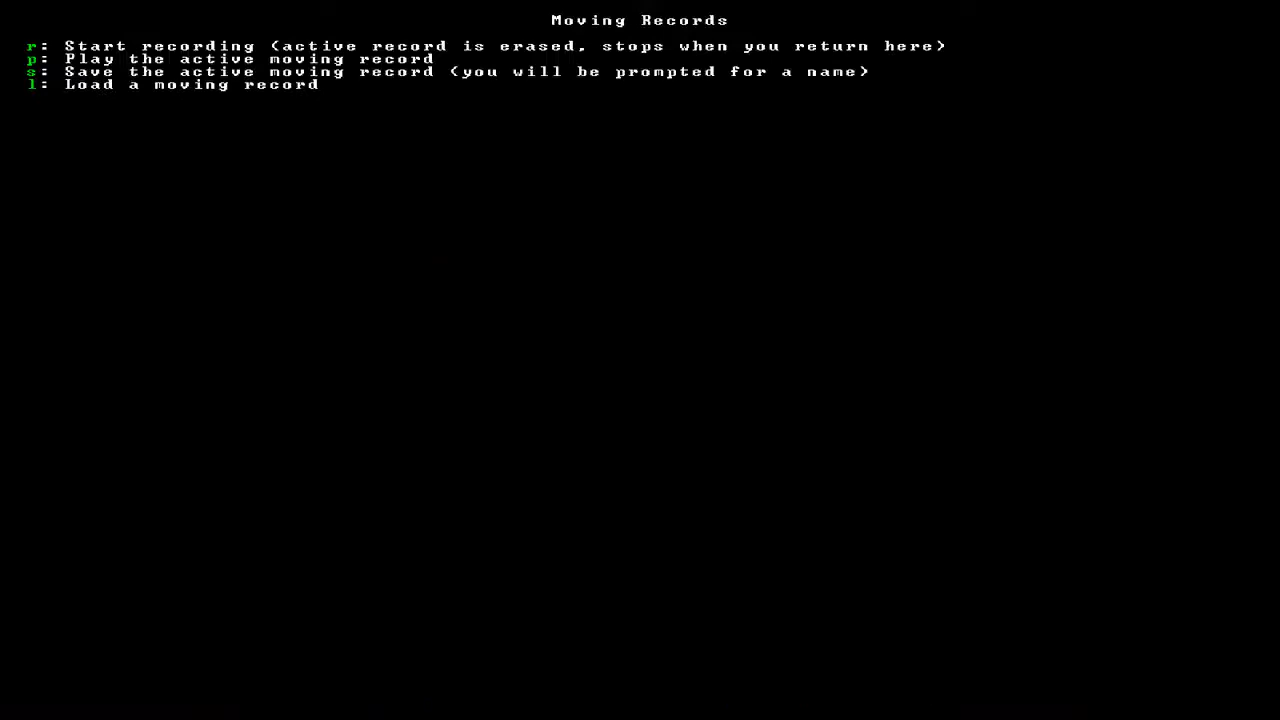 Moving Records
r: Start recording (active record is erased, stops when you return here)
p: Play the active moving record
s: Save the active moving record (you will be prompted for a name)
l: Load a moving record